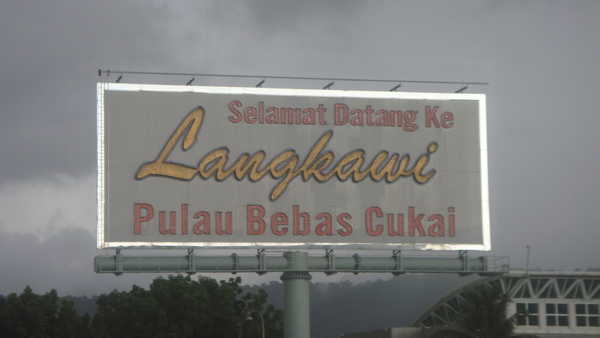 Selamat Datang Ke
Langkawi
Pulau Bebas Cukai